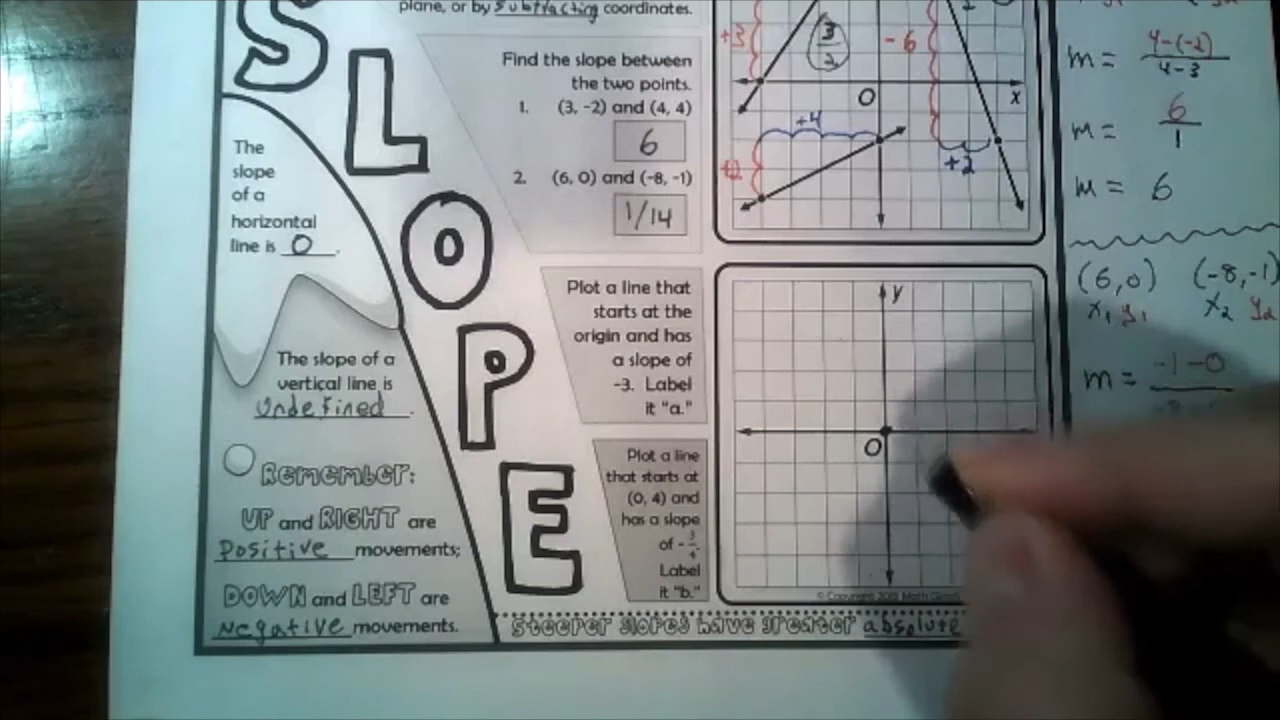 plane, or by subtracting coordinates.
SLOPE
Find the slope between
the two points.
1. (3, -2) and (4, 4)
6
2. (6, 0) and (-8, -1)
1/14
The
slope
of a
horizontal
line is 0.
The slope of a
vertical line is
undefined.
Remember:
UP and RIGHT are
positive movements;
DOWN and LEFT are
negative movements.
Plot a line that
starts at the
origin and has
a slope of
-3. Label
it "a."
Plot a line
that starts at
(0, 4) and
has a slope
of -3/4.
Label
it "b."
+3
3/2
-6
O
x
+4
+2
+2
y
O
© Copyright 2015 Math
Steeper slopes have greater absolute
m = 4-(-2)/4-3
m = 6/1
m = 6
(6,0) (-8,-1)
x1 y1 x2 y2
m = -1-0